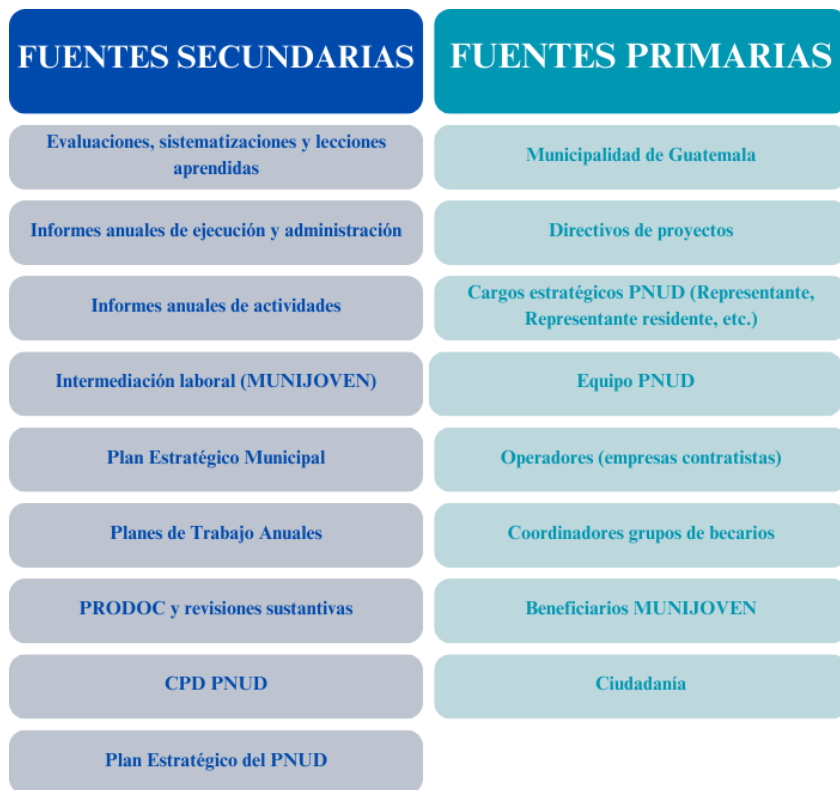 FUENTES SECUNDARIAS
Evaluaciones, sistematizaciones y lecciones
aprendidas
Informes anuales de ejecución y administración
Informes anuales de actividades
Intermediación laboral (MUNIJOVEN)
Plan Estratégico Municipal
Planes de Trabajo Anuales
PRODOC y revisiones sustantivas
CPD PNUD
Plan Estratégico del PNUD
FUENTES PRIMARIAS
Municipalidad de Guatemala
Directivos de proyectos
Cargos estratégicos PNUD (Representante,
Representante residente, etc.)
Equipo PNUD
Operadores (empresas contratistas)
Coordinadores grupos de becarios
Beneficiarios MUNIJOVEN
Ciudadanía